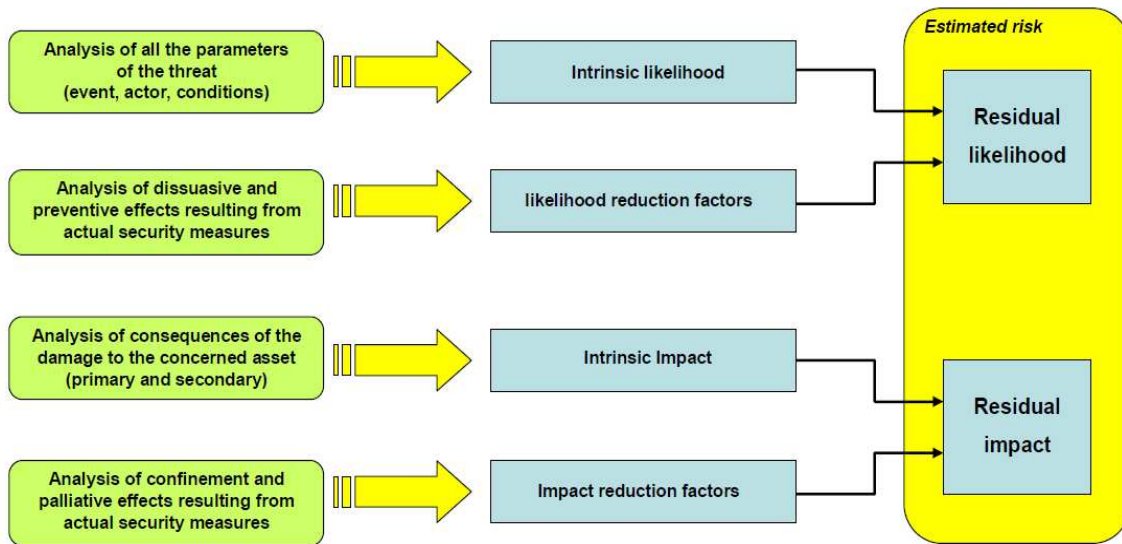 Estimated risk
Analysis of all the parameters
of the threat
(event, actor, conditions)
Intrinsic likelihood
Residual
likelihood
Analysis of dissuasive and
preventive effects resulting from
actual security measures
likelihood reduction factors
Analysis of consequences of the
damage to the concerned asset
(primary and secondary)
Intrinsic Impact
Residual
impact
Analysis of confinement and
palliative effects resulting from
actual security measures
Impact reduction factors